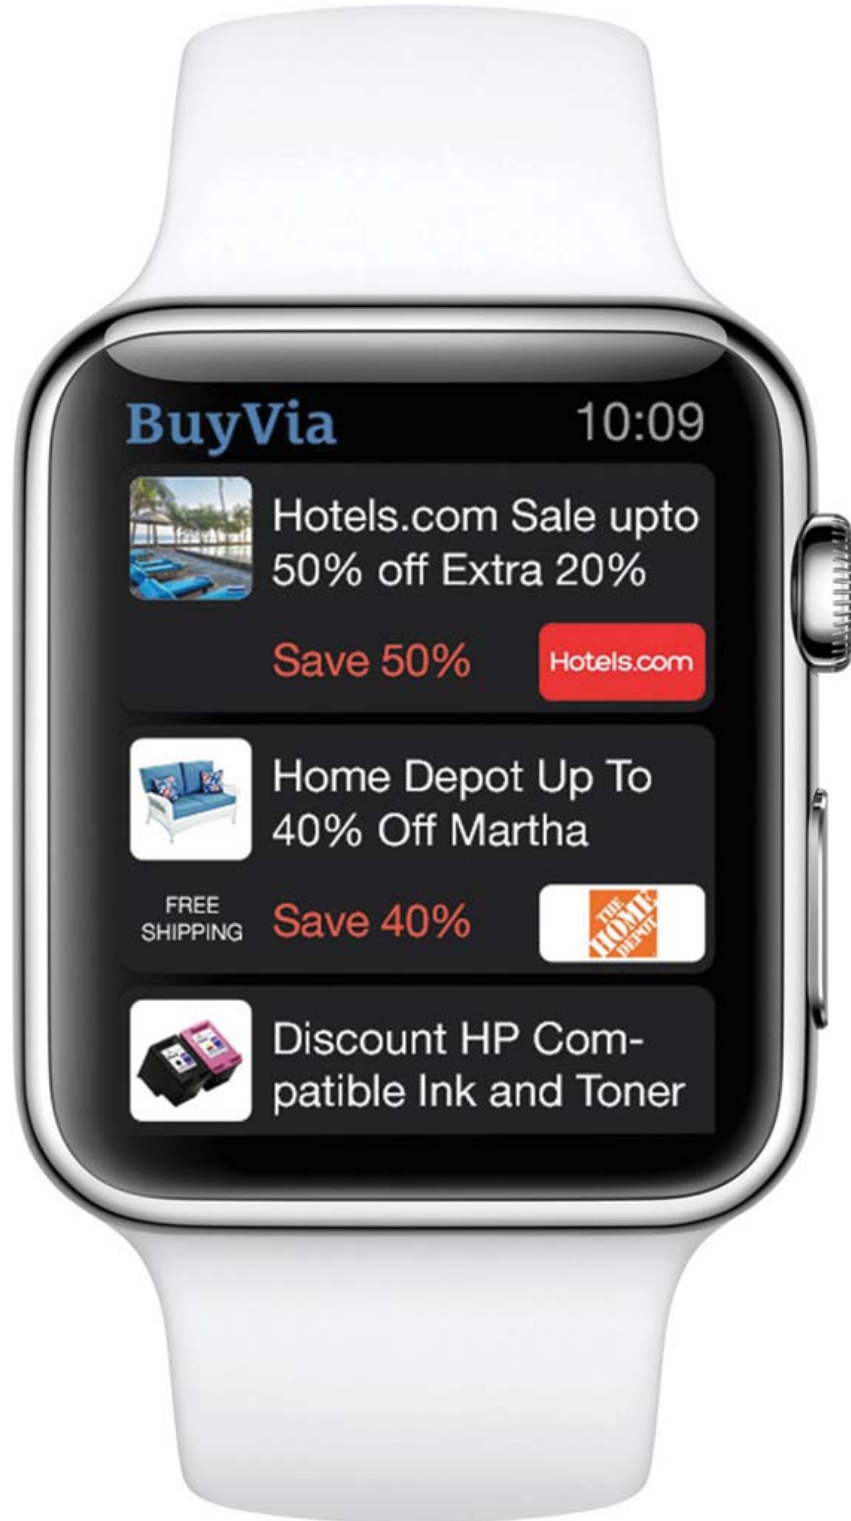 BuyVia 10:09
Hotels.com Sale upto
50% off Extra 20%
Save 50%
Hotels.com
Home Depot Up To
40% Off Martha
FREE
SHIPPING
Save 40%
THE
HOME
DEPOT
Discount HP Com-
patible Ink and Toner